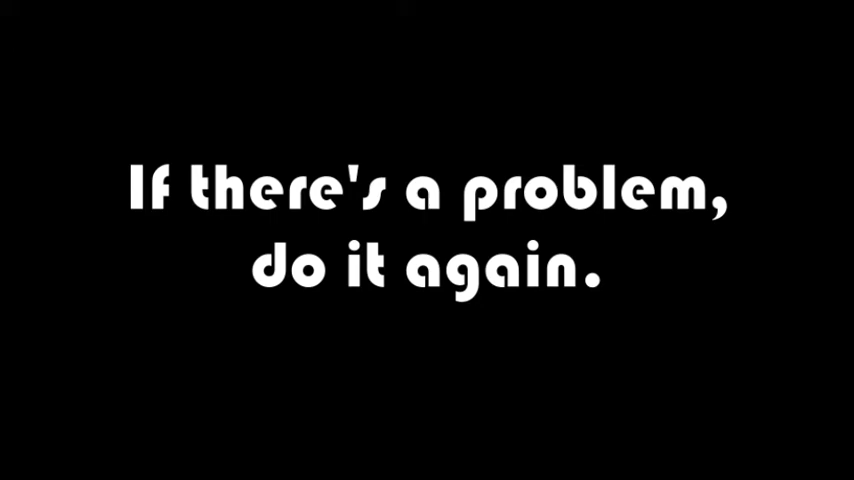 If there's a problem,
do it again.